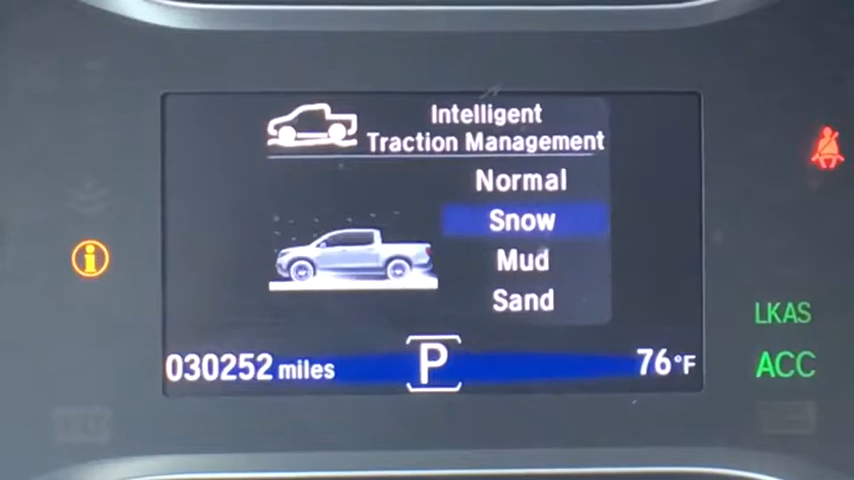 Intelligent
Traction Management
Normal
Snow
Mud
Sand
LKAS
030252 miles
P
76°F
ACC